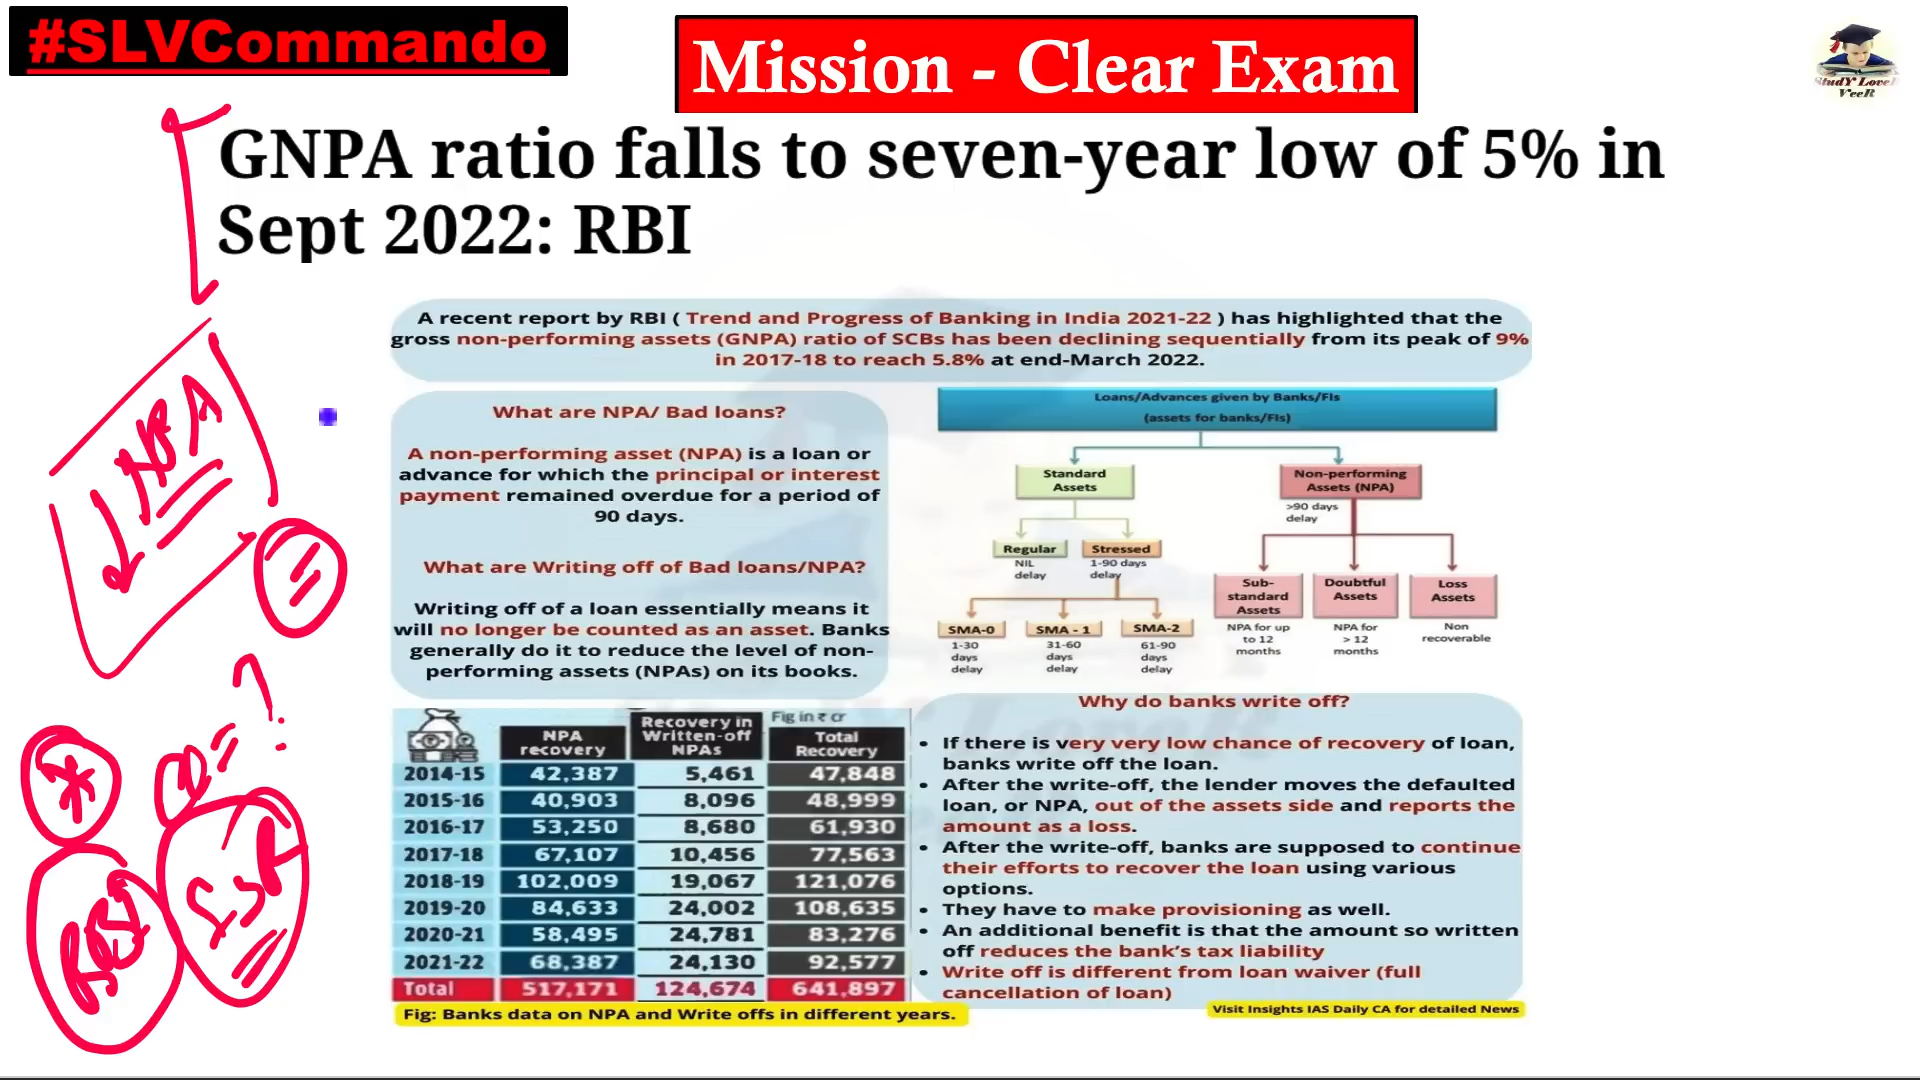 #SLVCommando
Mission - Clear Exam
StudY LoveR
VeeR
GNPA ratio falls to seven-year low of 5% in
Sept 2022: RBI
A recent report by RBI ( Trend and Progress of Banking in India 2021-22 ) has highlighted that the
gross non-performing assets (GNPA) ratio of SCBs has been declining sequentially from its peak of 9%
in 2017-18 to reach 5.8% at end-March 2022.
NPA
What are NPA/ Bad loans?
A non-performing asset (NPA) is a loan or
advance for which the principal or interest
payment remained overdue for a period of
90 days.
What are Writing off of Bad loans/NPA?
Writing off of a loan essentially means it
will no longer be counted as an asset. Banks
generally do it to reduce the level of non-
performing assets (NPAs) on its books.
Loans/Advances given by Banks/FIs
(assets for banks/FIs)
Standard
Assets
Non-performing
Assets (NPA)
>90 days
delay
Regular
NIL
delay
Stressed
1-90 days
delay
Sub-
standard
Assets
NPA for up
to 12
months
Doubtful
Assets
NPA for
> 12
months
Loss
Assets
Non
recoverable
SMA-0
1-30
days
delay
SMA - 1
31-60
days
delay
SMA-2
61-90
days
delay
Fig in ₹ cr
NPA recovery Recovery in Written-off NPAs Total Recovery
2014-15 42,387 5,461 47,848
2015-16 40,903 8,096 48,999
2016-17 53,250 8,680 61,930
2017-18 67,107 10,456 77,563
2018-19 102,009 19,067 121,076
2019-20 84,633 24,002 108,635
2020-21 58,495 24,781 83,276
2021-22 68,387 24,130 92,577
Total 517,171 124,674 641,897
Fig: Banks data on NPA and Write offs in different years.
Why do banks write off?
• If there is very very low chance of recovery of loan,
banks write off the loan.
• After the write-off, the lender moves the defaulted
loan, or NPA, out of the assets side and reports the
amount as a loss.
• After the write-off, banks are supposed to continue
their efforts to recover the loan using various
options.
• They have to make provisioning as well.
• An additional benefit is that the amount so written
off reduces the bank's tax liability
• Write off is different from loan waiver (full
cancellation of loan)
Visit Insights IAS Daily CA for detailed News